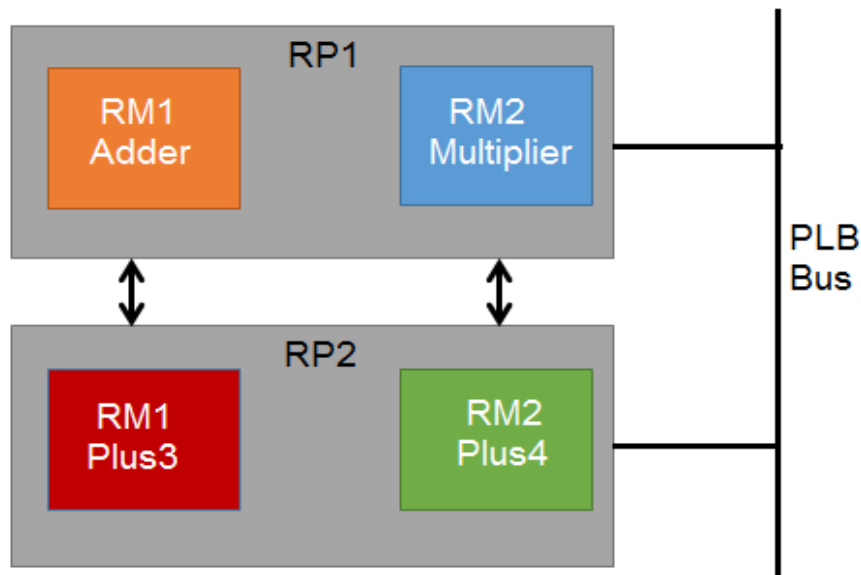 RP1
RM1
Adder
RM2
Multiplier
PLB
Bus
RP2
RM1
Plus3
RM2
Plus4